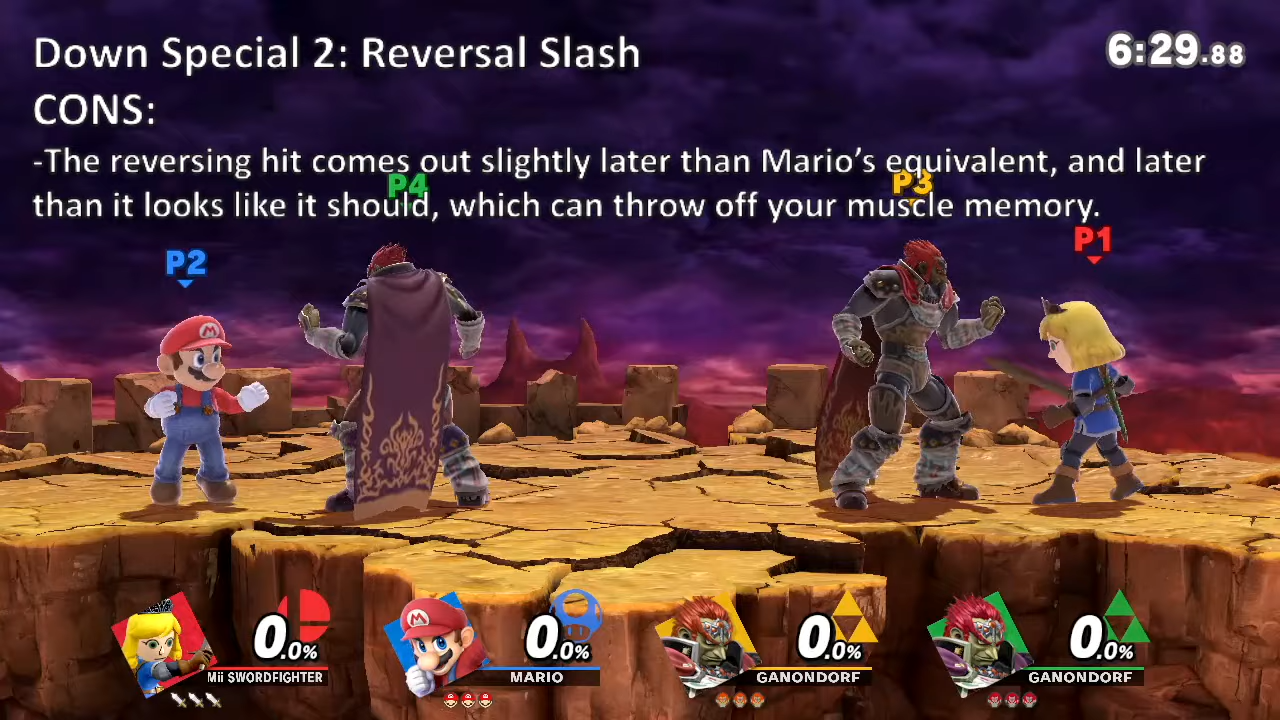 Down Special 2: Reversal Slash
6:29.88
CONS:
-The reversing hit comes out slightly later than Mario's equivalent, and later
than it looks like it should, which can throw off your muscle memory.
P4
P3
P1
P2
0.0%
0.0%
0.0%
0.0%
Mii SWORDFIGHTER
MARIO
GANONDORF
GANONDORF